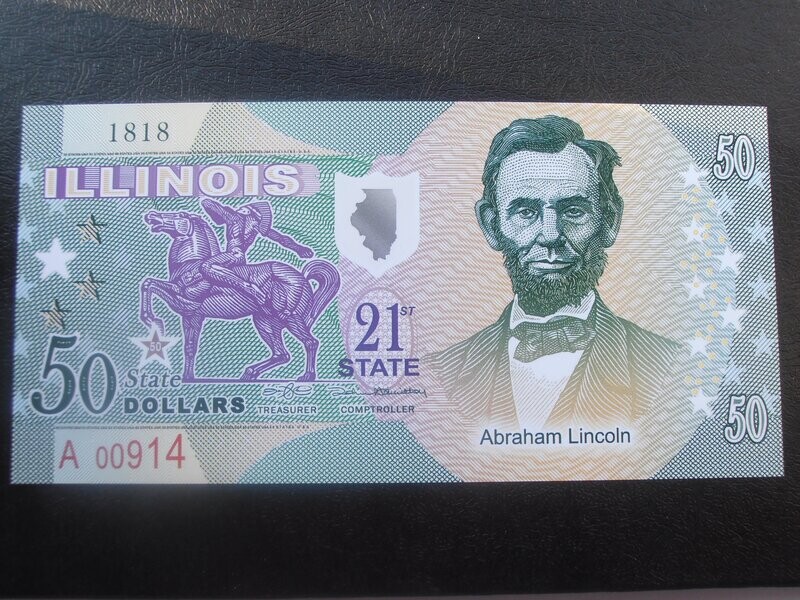 1818
ILLINOIS
50
50
21ST
STATE
50
State
DOLLARS
TREASURER
COMPTROLLER
A 00914
Abraham Lincoln
50